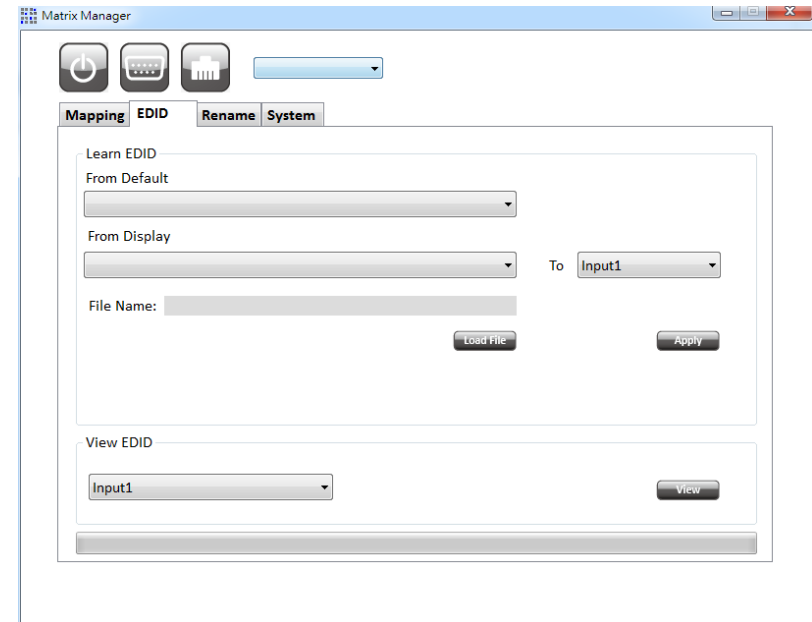 Matrix Manager
Mapping EDID Rename System
Learn EDID
From Default
From Display
To Input1
File Name:
Load File Apply
View EDID
Input1 View